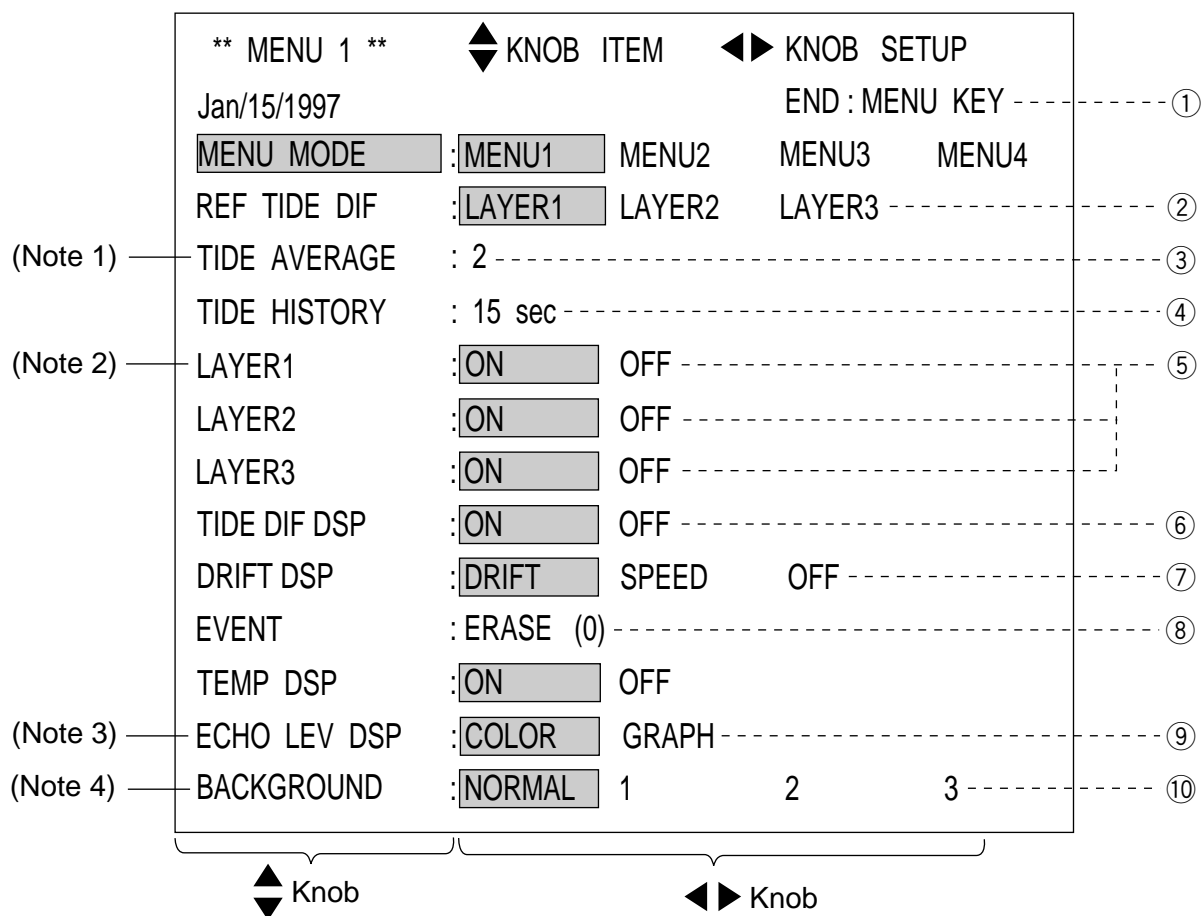 ** MENU 1 ** KNOB ITEM KNOB SETUP
Jan/15/1997 END : MENU KEY ①
MENU MODE : MENU1 MENU2 MENU3 MENU4
REF TIDE DIF : LAYER1 LAYER2 LAYER3 ②
(Note 1) TIDE AVERAGE : 2 ③
TIDE HISTORY : 15 sec ④
(Note 2) LAYER1 : ON OFF ⑤
LAYER2 : ON OFF
LAYER3 : ON OFF
TIDE DIF DSP : ON OFF ⑥
DRIFT DSP : DRIFT SPEED OFF ⑦
EVENT : ERASE (0) ⑧
TEMP DSP : ON OFF
(Note 3) ECHO LEV DSP : COLOR GRAPH ⑨
(Note 4) BACKGROUND : NORMAL 1 2 3 ⑩
Knob Knob